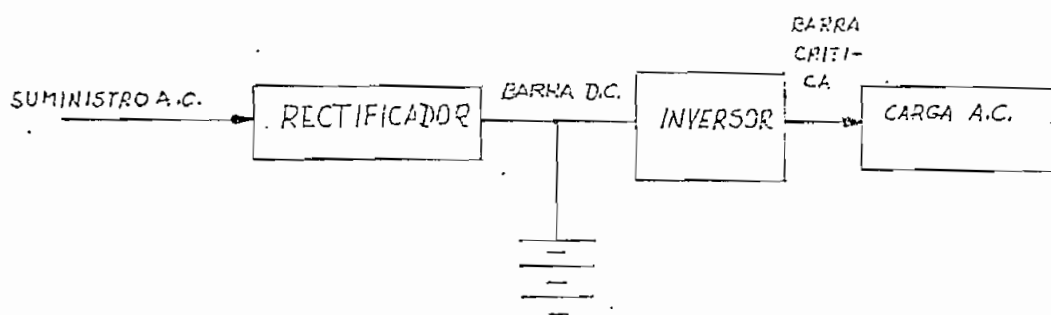 SUMINISTRO A.C.
RECTIFICADOR
BARRA D.C.
INVERSOR
BARRA
CRITI-
CA
CARGA A.C.